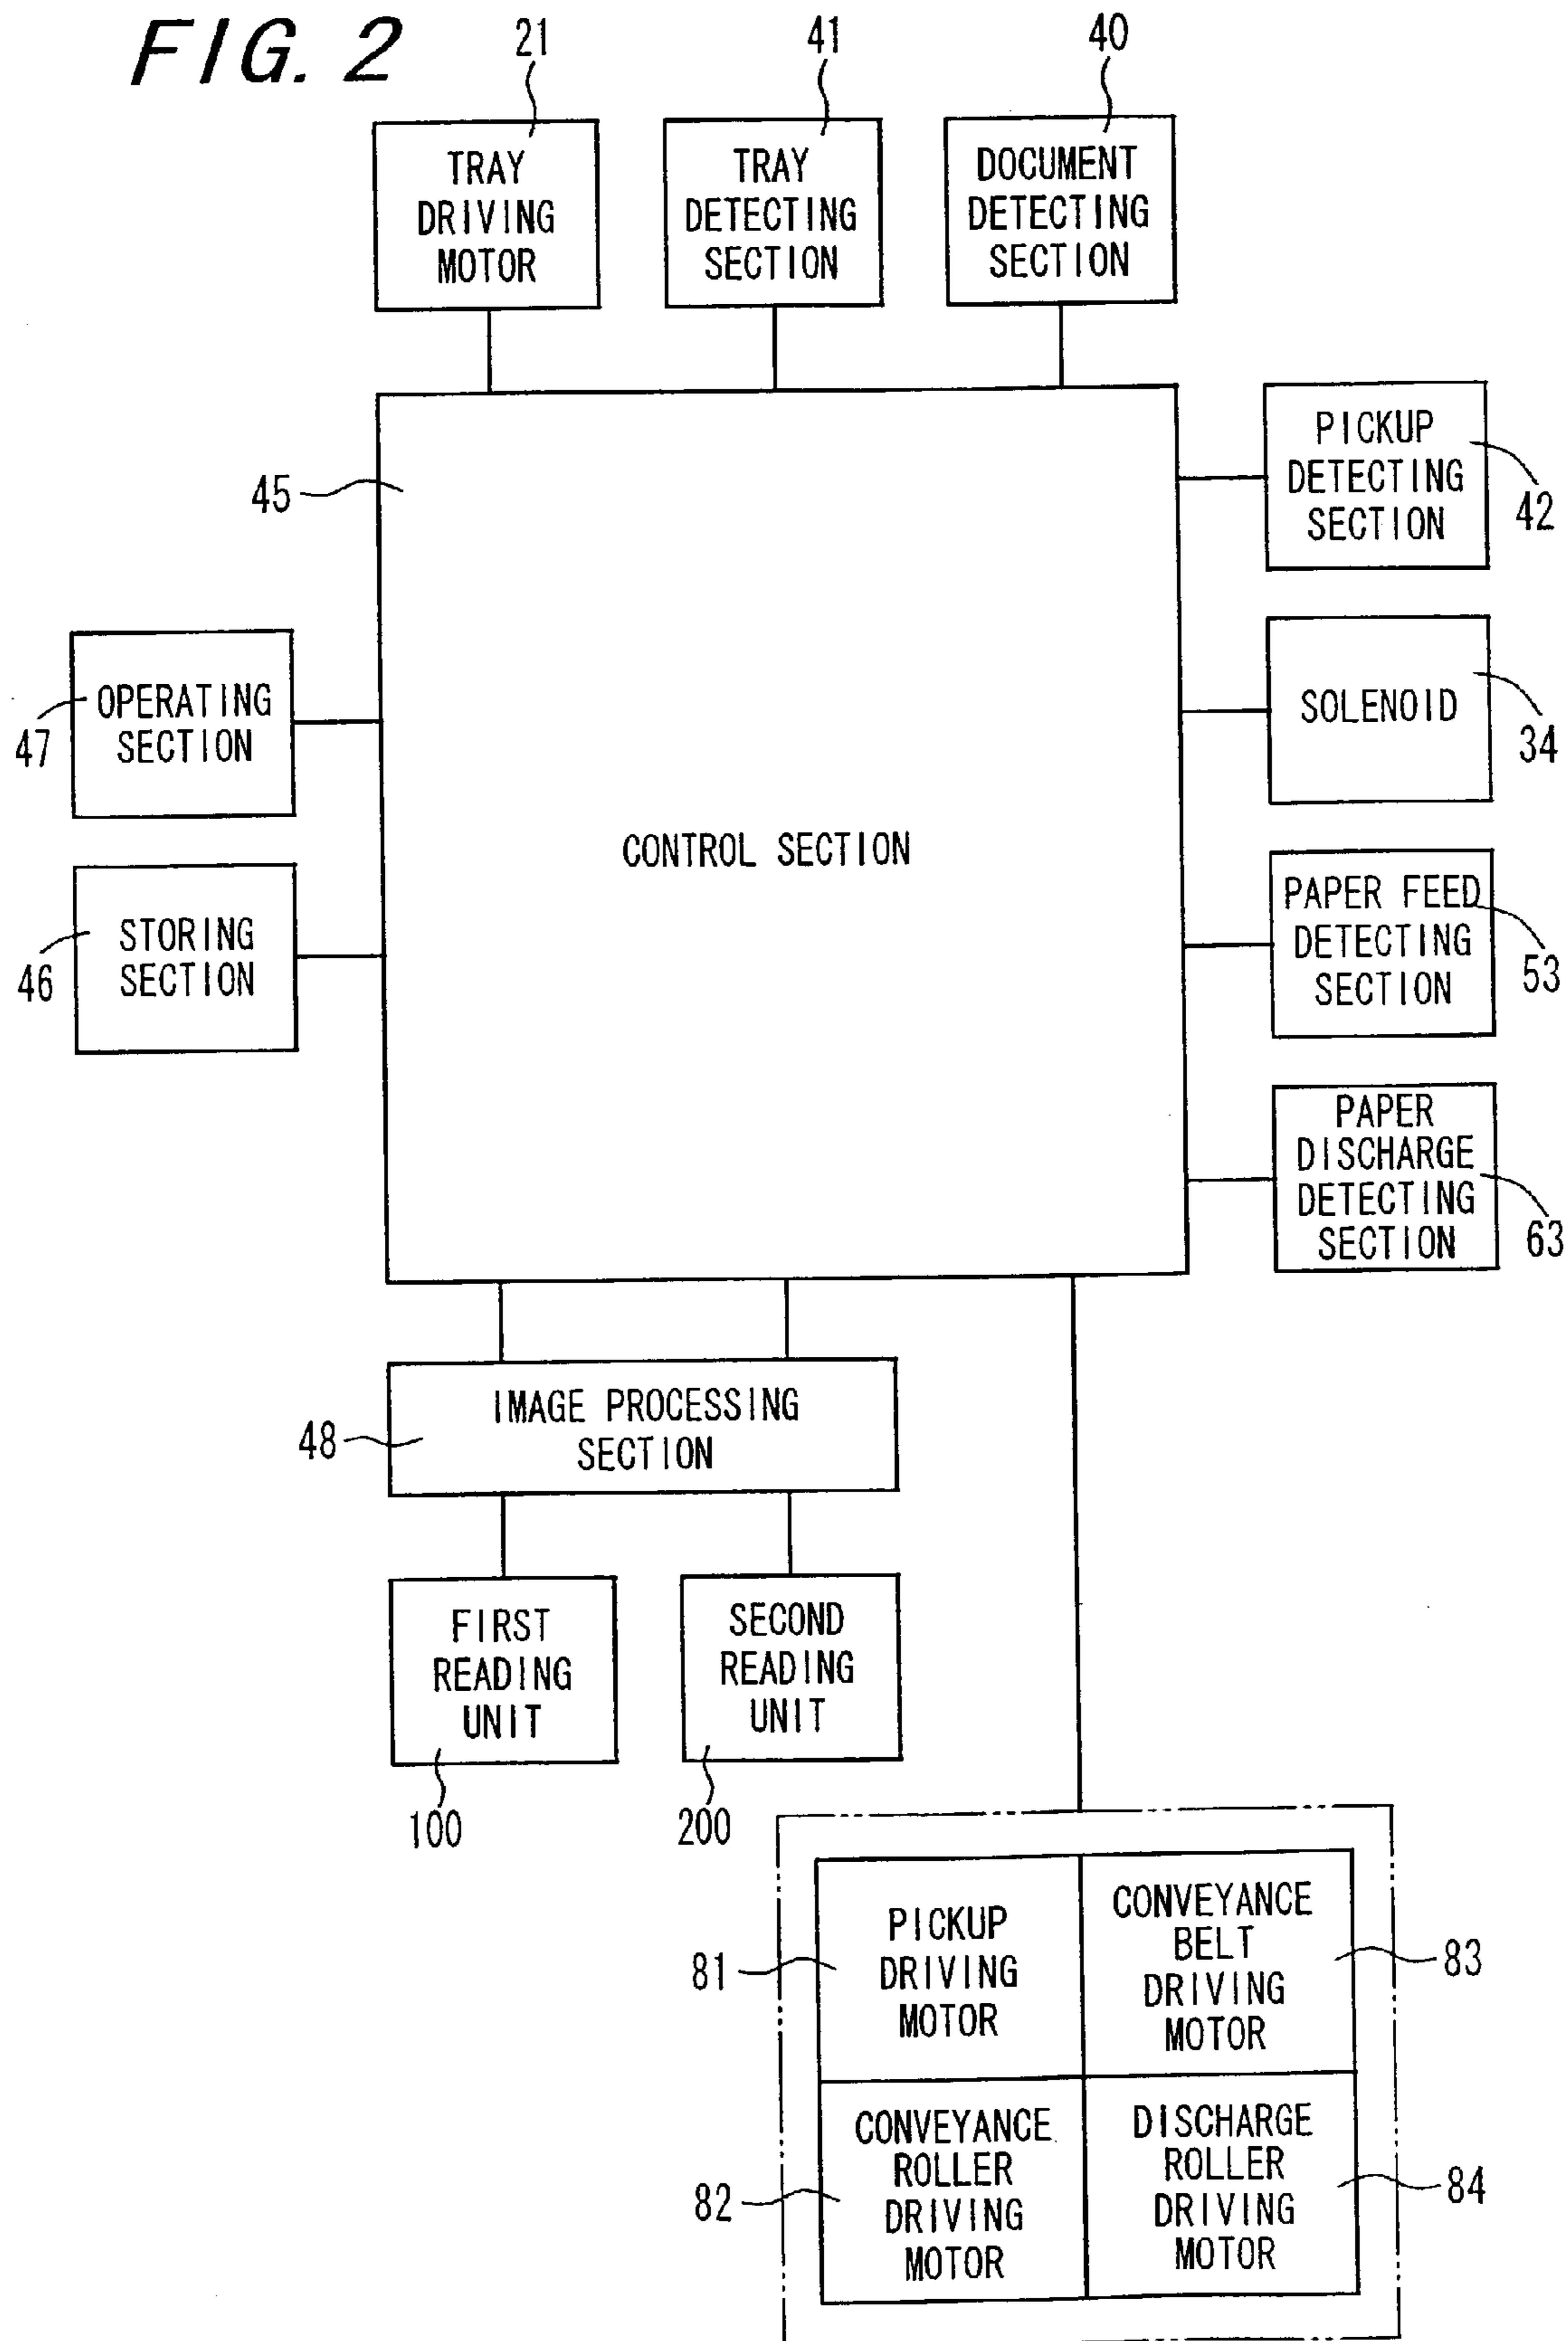 FIG. 2
21
41
40
TRAY
DRIVING
MOTOR
TRAY
DETECTING
SECTION
DOCUMENT
DETECTING
SECTION
PICKUP
DETECTING
SECTION
42
45
OPERATING
SECTION
47
SOLENOID
34
CONTROL SECTION
STORING
SECTION
46
PAPER FEED
DETECTING
SECTION
53
PAPER
DISCHARGE
DETECTING
SECTION
63
IMAGE PROCESSING
SECTION
48
FIRST
READING
UNIT
100
SECOND
READING
UNIT
200
PICKUP
DRIVING
MOTOR
81
CONVEYANCE
BELT
DRIVING
MOTOR
83
CONVEYANCE
ROLLER
DRIVING
MOTOR
82
DISCHARGE
ROLLER
DRIVING
MOTOR
84